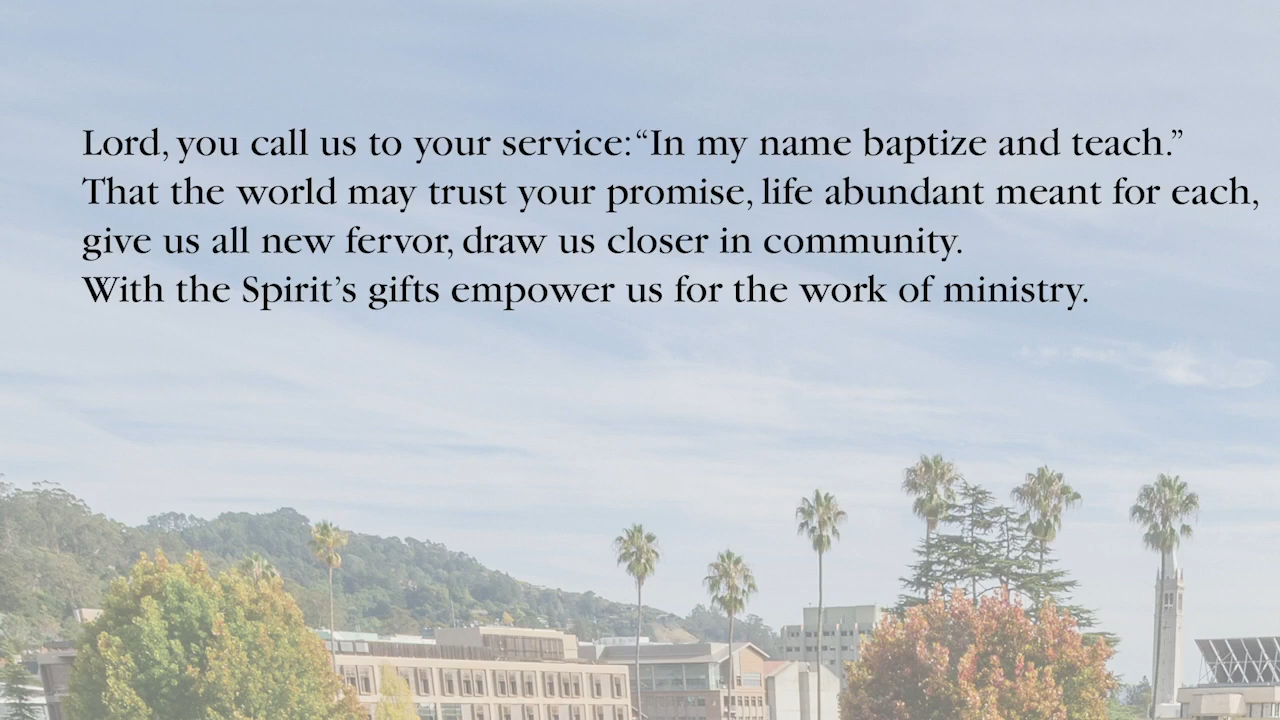 Lord, you call us to your service: “In my name baptize and teach.”
That the world may trust your promise, life abundant meant for each,
give us all new fervor, draw us closer in community.
With the Spirit’s gifts empower us for the work of ministry.